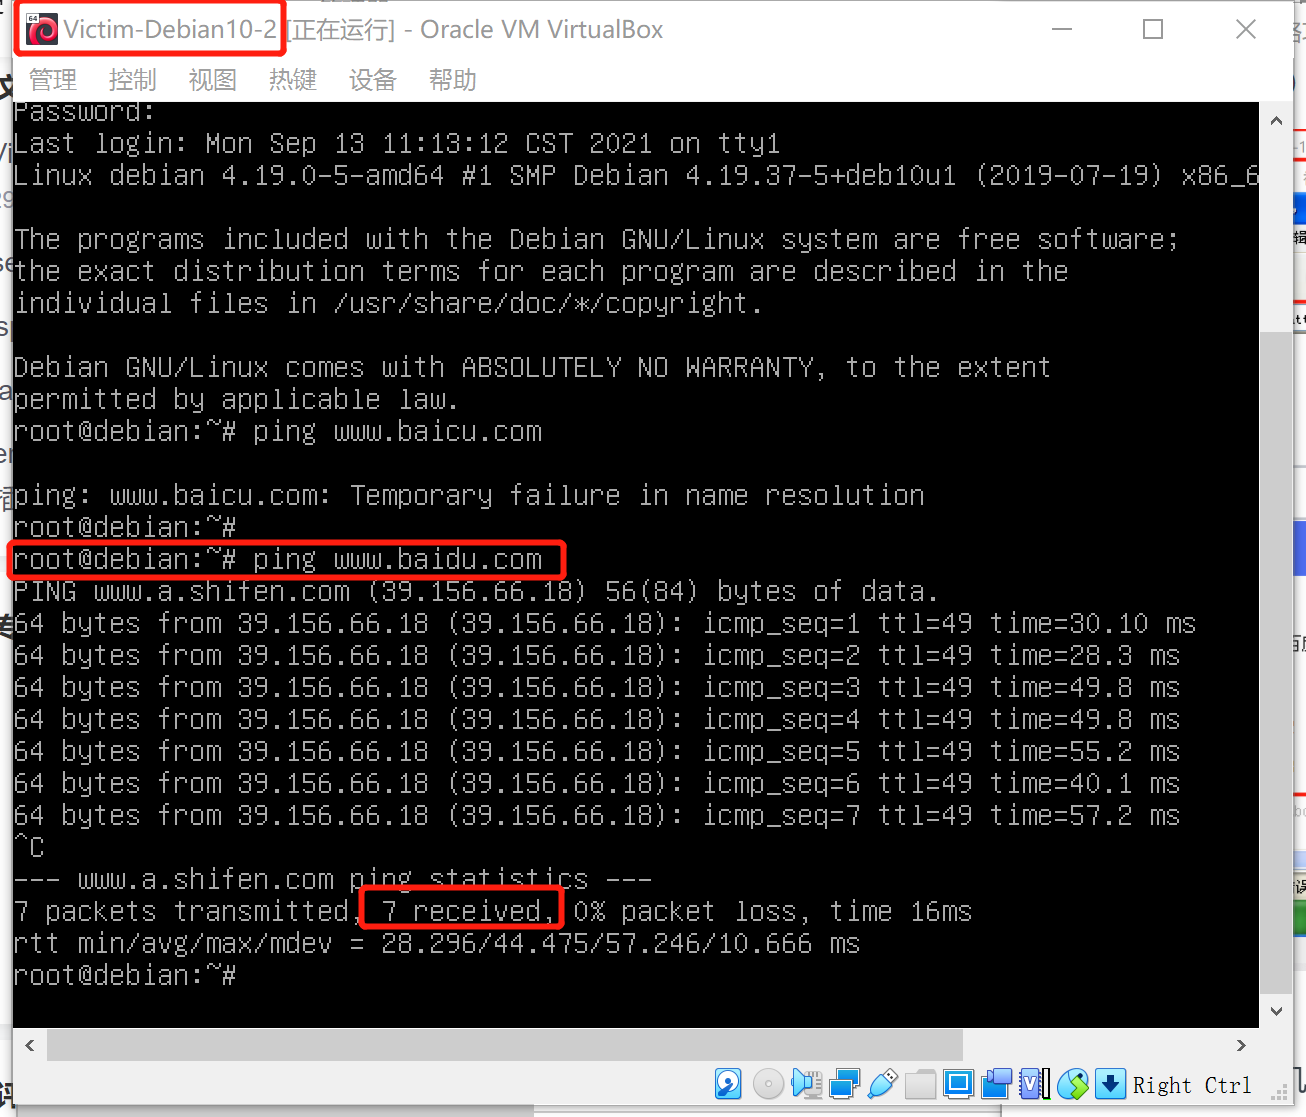 Victim-Debian10-2 [正在运行] - Oracle VM VirtualBox
管理 控制 视图 热键 设备 帮助
Password:
Last login: Mon Sep 13 11:13:12 CST 2021 on tty1
Linux debian 4.19.0-5-amd64 #1 SMP Debian 4.19.37-5+deb10u1 (2019-07-19) x86_6
The programs included with the Debian GNU/Linux system are free software;
the exact distribution terms for each program are described in the
individual files in /usr/share/doc/*/copyright.
Debian GNU/Linux comes with ABSOLUTELY NO WARRANTY, to the extent
permitted by applicable law.
root@debian:~# ping www.baicu.com
ping: www.baicu.com: Temporary failure in name resolution
root@debian:~#
root@debian:~# ping www.baidu.com
PING www.a.shifen.com (39.156.66.18) 56(84) bytes of data.
64 bytes from 39.156.66.18 (39.156.66.18): icmp_seq=1 ttl=49 time=30.10 ms
64 bytes from 39.156.66.18 (39.156.66.18): icmp_seq=2 ttl=49 time=28.3 ms
64 bytes from 39.156.66.18 (39.156.66.18): icmp_seq=3 ttl=49 time=49.8 ms
64 bytes from 39.156.66.18 (39.156.66.18): icmp_seq=4 ttl=49 time=49.8 ms
64 bytes from 39.156.66.18 (39.156.66.18): icmp_seq=5 ttl=49 time=55.2 ms
64 bytes from 39.156.66.18 (39.156.66.18): icmp_seq=6 ttl=49 time=40.1 ms
64 bytes from 39.156.66.18 (39.156.66.18): icmp_seq=7 ttl=49 time=57.2 ms
^C
--- www.a.shifen.com ping statistics ---
7 packets transmitted, 7 received, 0% packet loss, time 16ms
rtt min/avg/max/mdev = 28.296/44.475/57.246/10.666 ms
root@debian:~#
Right Ctrl